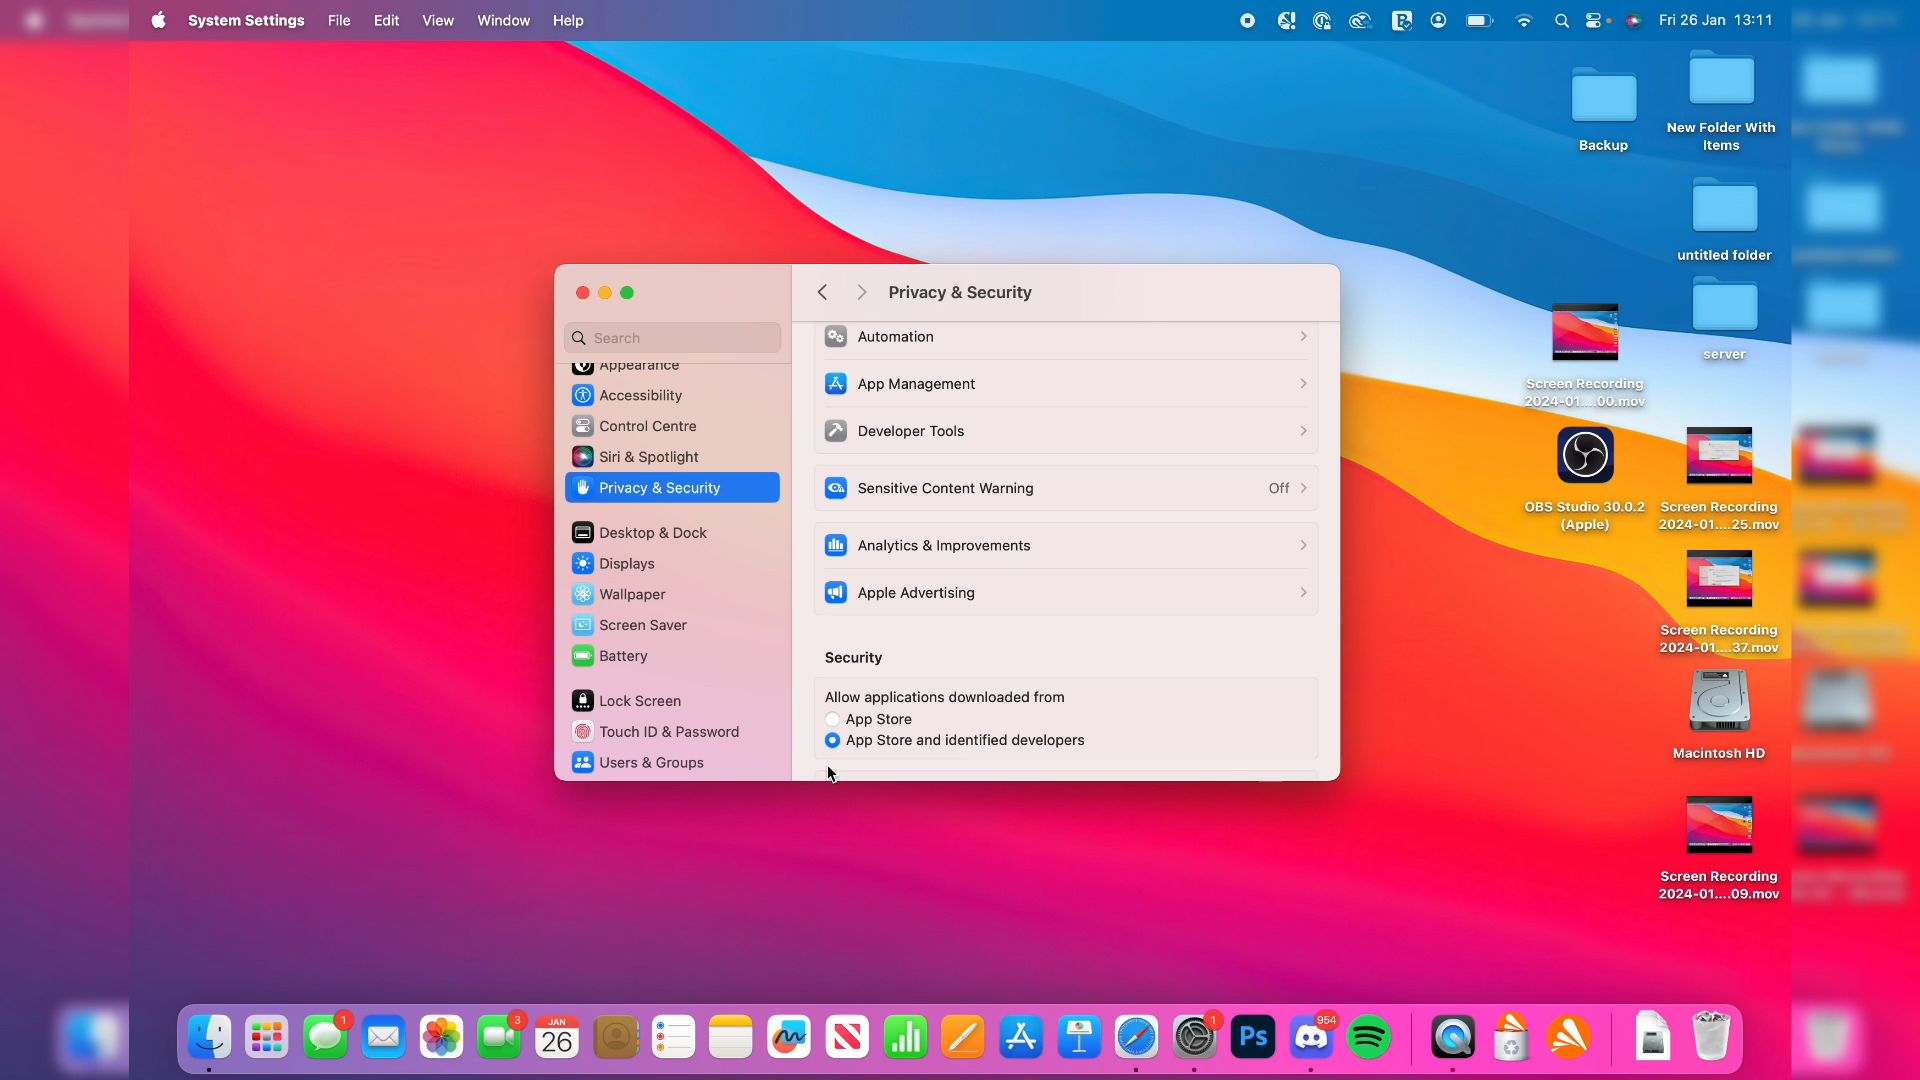 System Settings File Edit View Window Help
Fri 26 Jan 13:11
Backup
New Folder With
Items
untitled folder
server
Screen Recording
2024-01....00.mov
OBS Studio 30.0.2
(Apple)
Screen Recording
2024-01....25.mov
Screen Recording
2024-01....37.mov
Macintosh HD
Screen Recording
2024-01....09.mov
Search
Appearance
Accessibility
Control Centre
Siri & Spotlight
Privacy & Security
Desktop & Dock
Displays
Wallpaper
Screen Saver
Battery
Lock Screen
Touch ID & Password
Users & Groups
Privacy & Security
Automation
App Management
Developer Tools
Sensitive Content Warning Off
Analytics & Improvements
Apple Advertising
Security
Allow applications downloaded from
App Store
App Store and identified developers
1
3
JAN
26
1
Ps
954